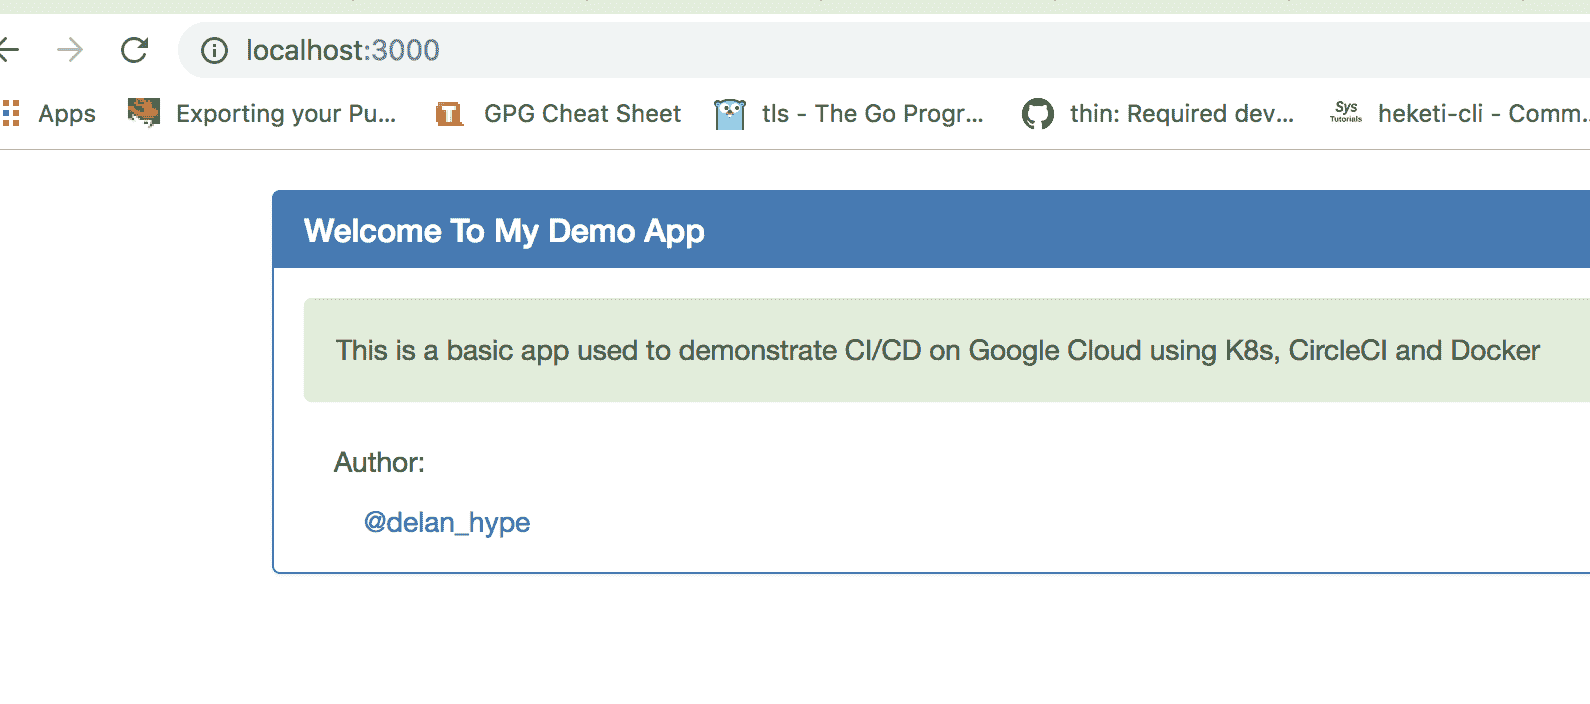 localhost:3000
Apps Exporting your Pu... T GPG Cheat Sheet tls - The Go Progr... thin: Required dev... Sys Tutorials heketi-cli - Comm..
Welcome To My Demo App
This is a basic app used to demonstrate CI/CD on Google Cloud using K8s, CircleCI and Docker
Author:
@delan_hype